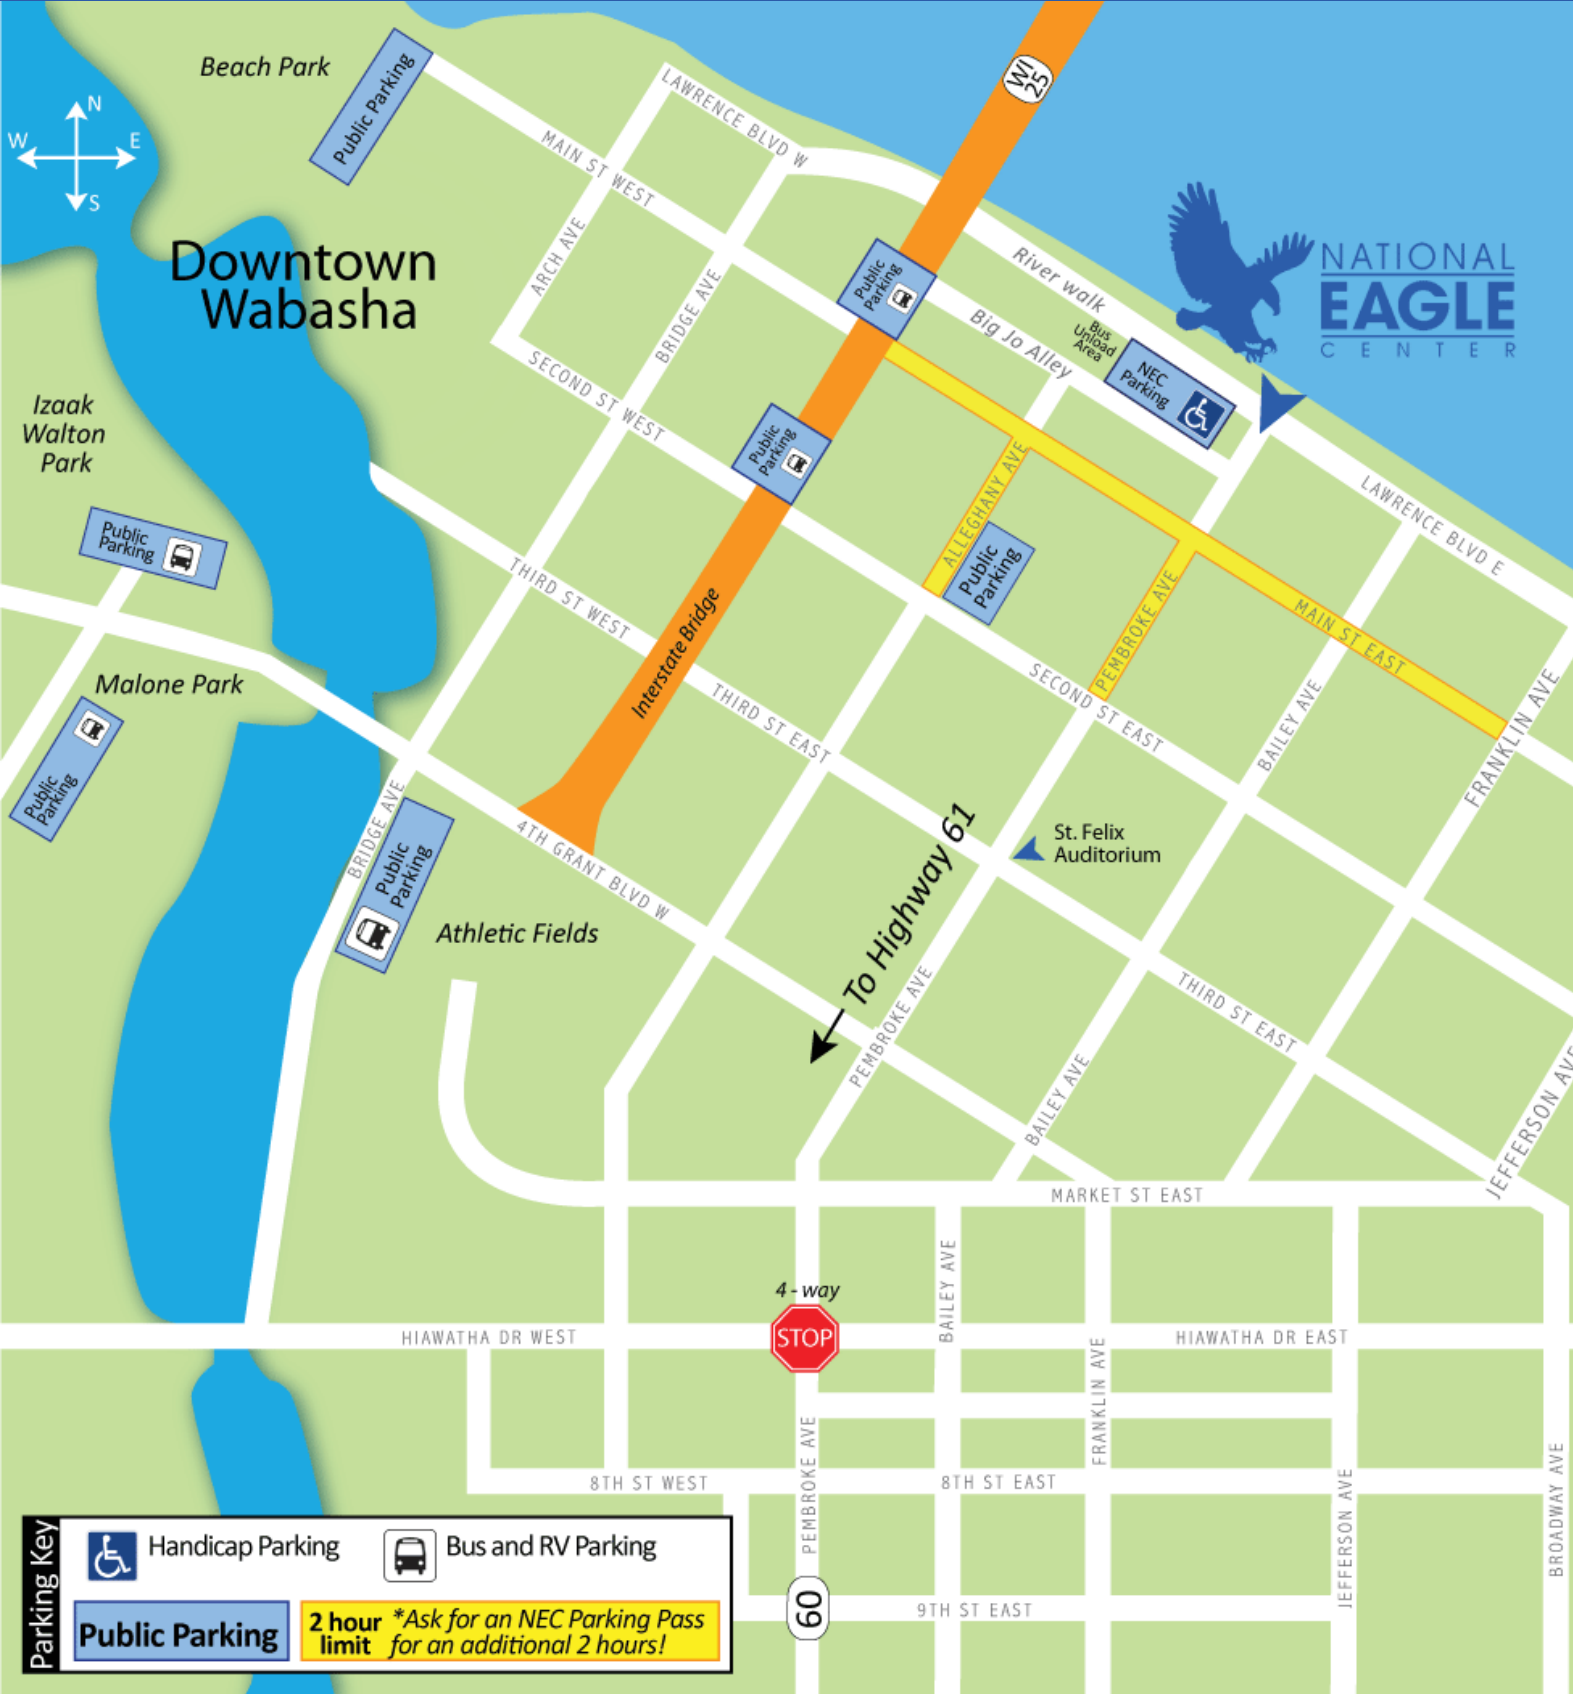 Beach Park
Public Parking
N
W
E
S
LAWRENCE BLVD W
WI
25
MAIN ST WEST
ARCH AVE
BRIDGE AVE
Downtown
Wabasha
River walk
Big Jo Alley
Bus
Unload
Area
NEC
Parking
NATIONAL
EAGLE
CENTER
Public
Parking
SECOND ST WEST
Public
Parking
Izaak
Walton
Park
ALLEGHANY AVE
LAWRENCE BLVD E
Public
Parking
Public
Parking
THIRD ST WEST
PEMBROKE AVE
MAIN ST EAST
Interstate Bridge
Malone Park
THIRD ST EAST
SECOND ST EAST
BAILEY AVE
FRANKLIN AVE
Public
Parking
BRIDGE AVE
Public
Parking
4TH GRANT BLVD W
To Highway 61
St. Felix
Auditorium
Athletic Fields
PEMBROKE AVE
THIRD ST EAST
BAILEY AVE
JEFFERSON AVE
MARKET ST EAST
4 - way
STOP
HIAWATHA DR WEST
BAILEY AVE
HIAWATHA DR EAST
FRANKLIN AVE
8TH ST WEST
PEMBROKE AVE
8TH ST EAST
JEFFERSON AVE
BROADWAY AVE
60
9TH ST EAST
Parking Key
Handicap Parking
Bus and RV Parking
Public Parking
2 hour
limit
*Ask for an NEC Parking Pass
for an additional 2 hours!